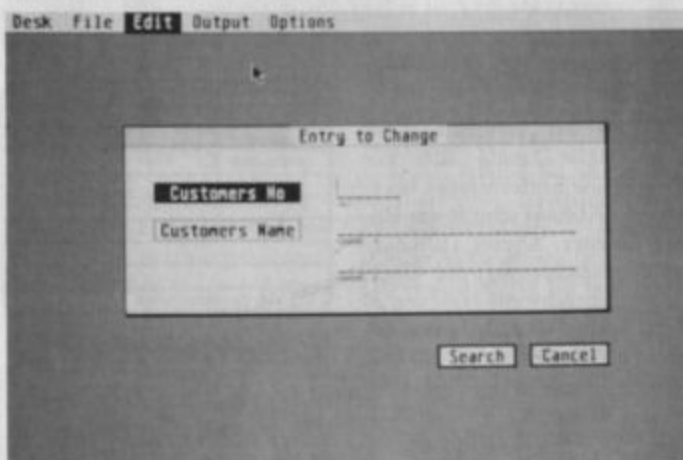 Desk File Edit Output Options
Entry to Change
Customers No
Customers Name
Search Cancel